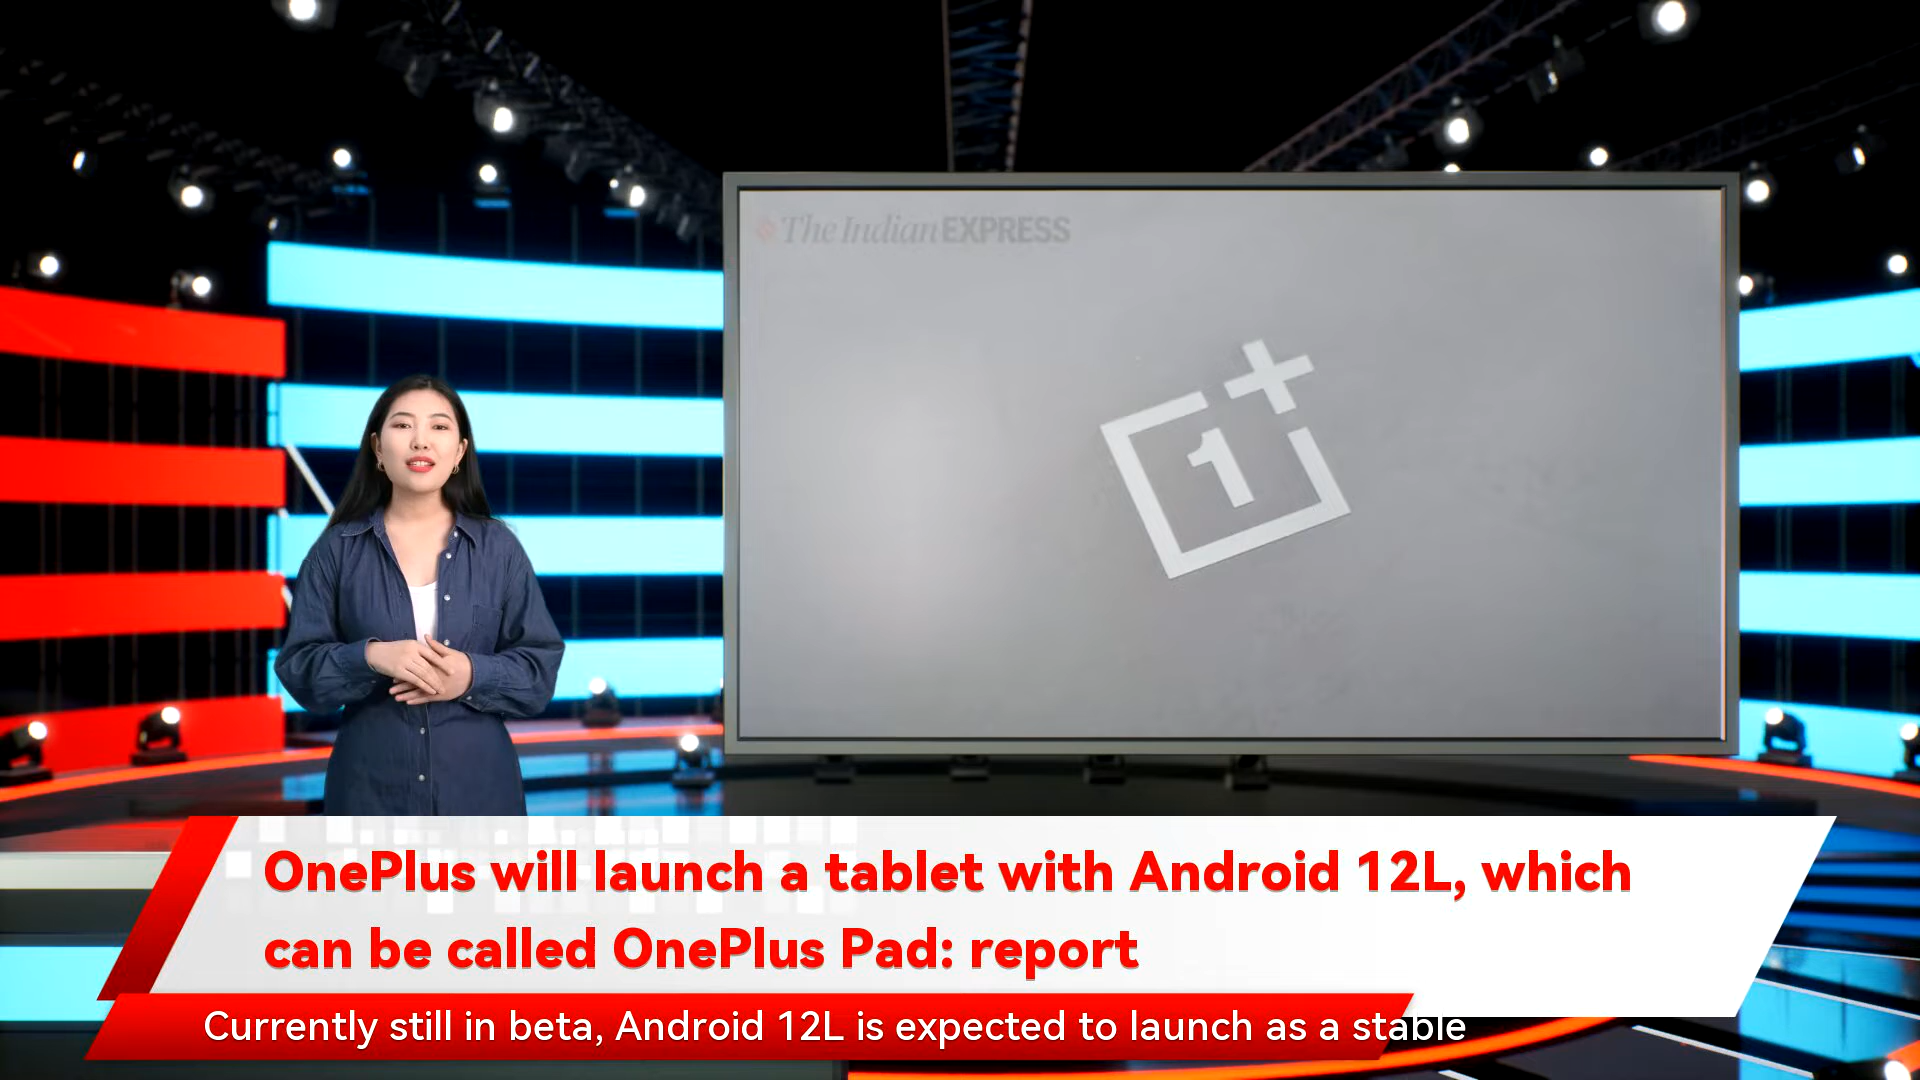 The Indian EXPRESS
1+
OnePlus will launch a tablet with Android 12L, which
can be called OnePlus Pad: report
Currently still in beta, Android 12L is expected to launch as a stable